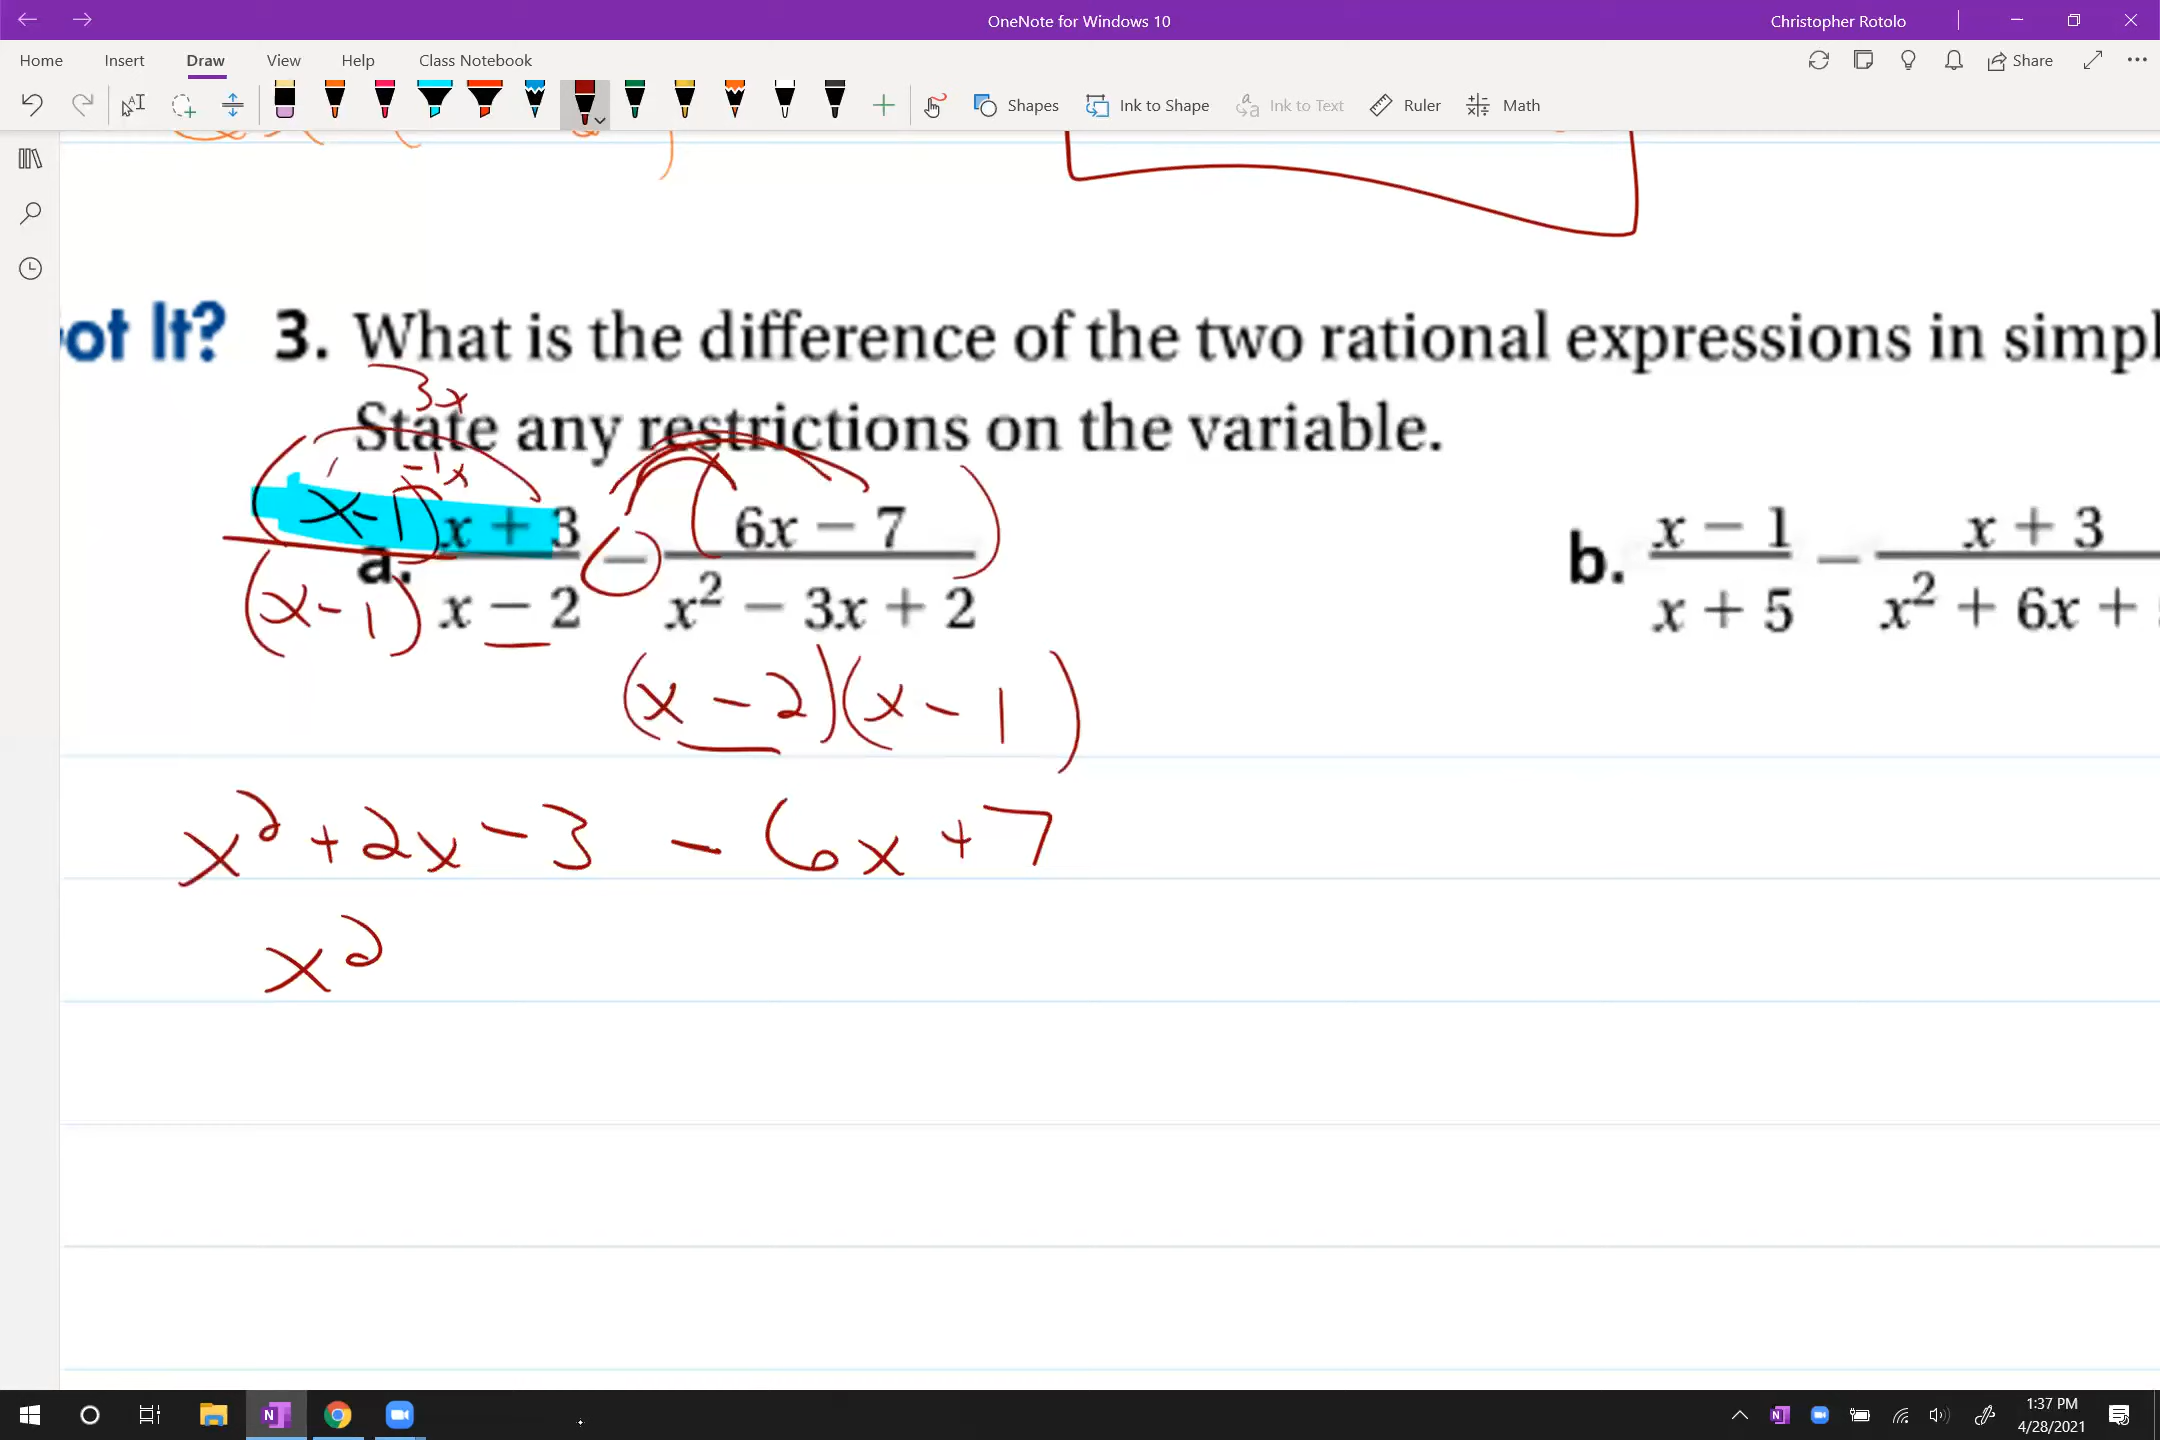 OneNote for Windows 10
Christopher Rotolo
Home Insert Draw View Help Class Notebook Share
Shapes Ink to Shape Ink to Text Ruler Math
ot It? 3. What is the difference of the two rational expressions in simpl
3x
State any restrictions on the variable.
-1x
(x-1) x + 3 − (6x − 7) b. x − 1 − x + 3
a.
(x-1) x − 2 x² − 3x + 2 x + 5 x² + 6x +
(x - 2)(x - 1)
x² + 2x - 3 - 6x + 7
x²
1:37 PM
4/28/2021